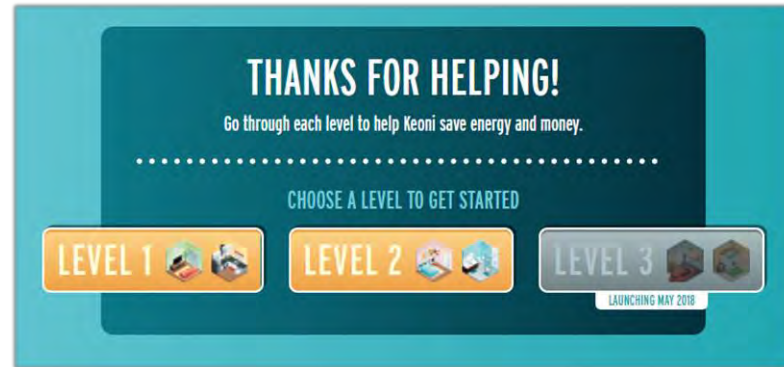 THANKS FOR HELPING!
Go through each level to help Keoni save energy and money.
CHOOSE A LEVEL TO GET STARTED
LEVEL 1
LEVEL 2
LEVEL 3
LAUNCHING MAY 2018